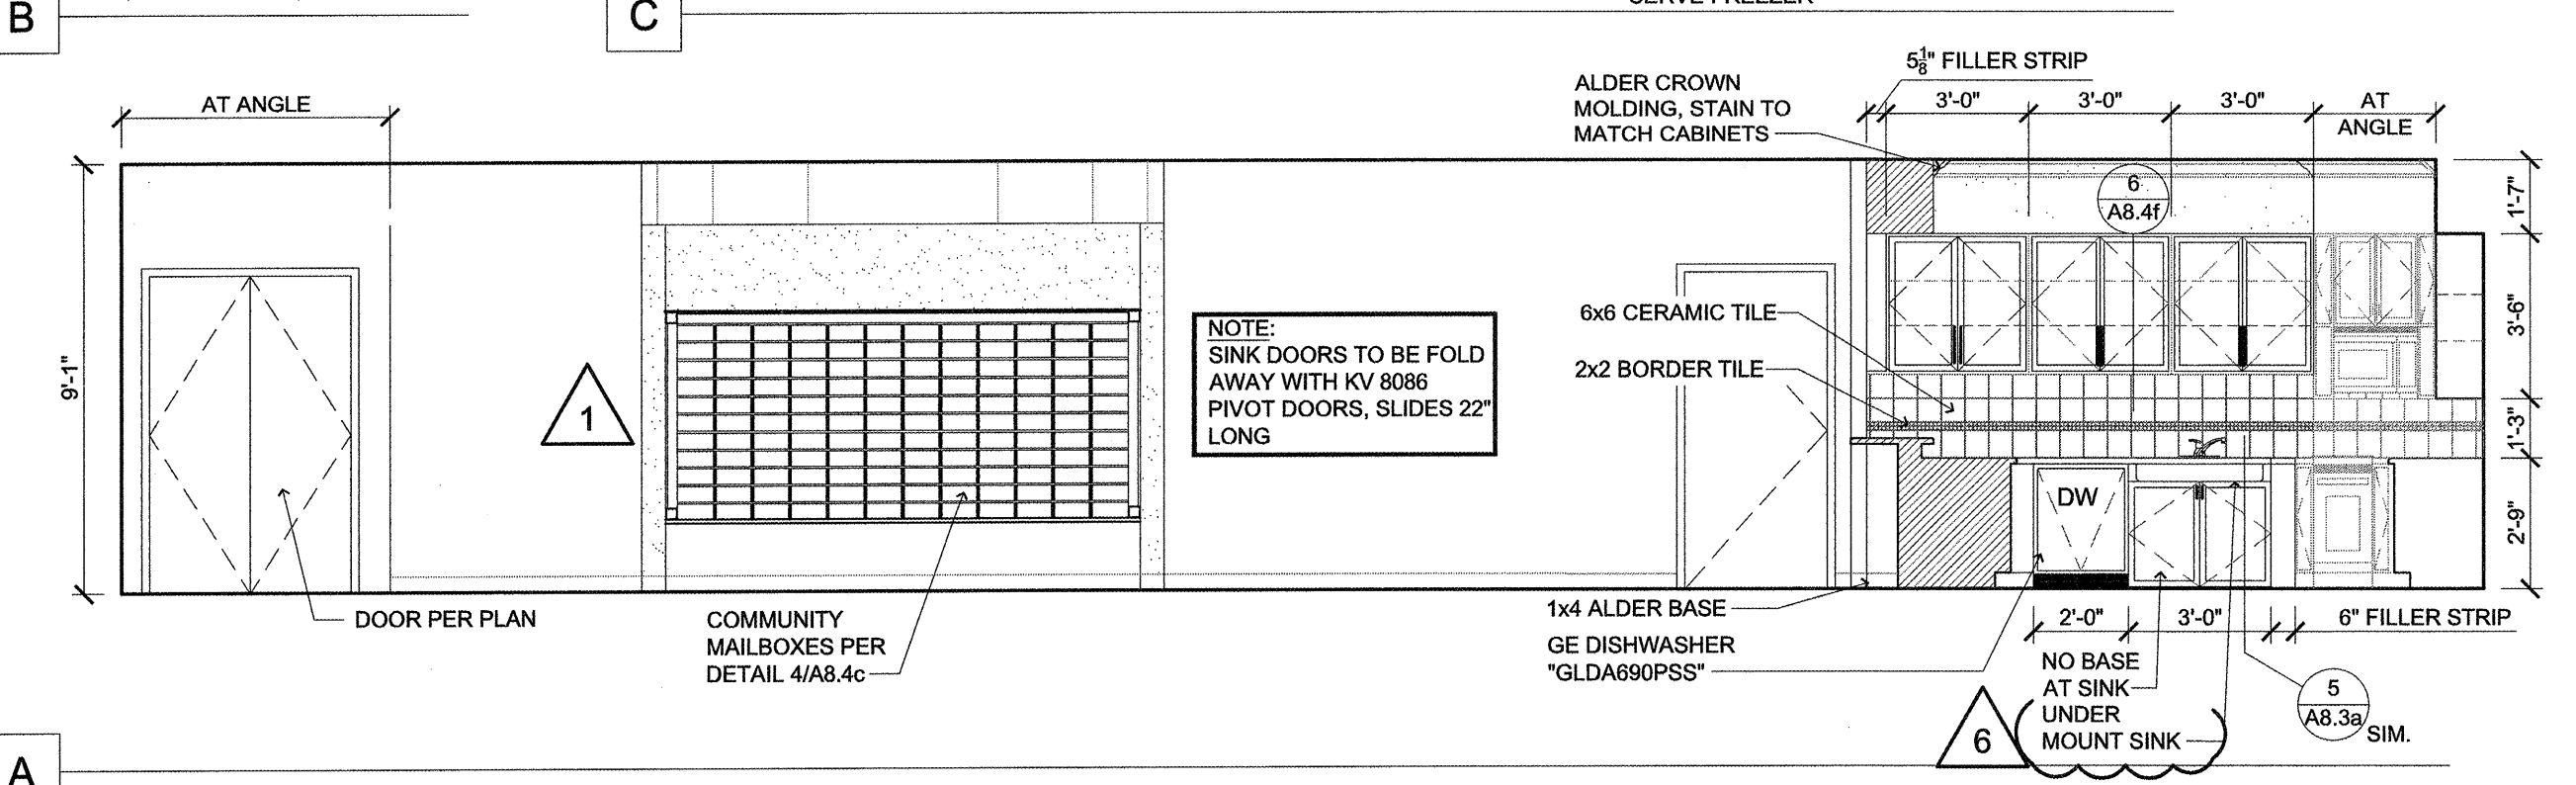 B
C
SERVE FREEZER
AT ANGLE
ALDER CROWN
MOLDING, STAIN TO
MATCH CABINETS
5 1/8" FILLER STRIP
3'-0"
3'-0"
3'-0"
AT
ANGLE
6
A8.4f
1'-7"
3'-6"
1'-3"
2'-9"
9'-1"
1
NOTE:
SINK DOORS TO BE FOLD
AWAY WITH KV 8086
PIVOT DOORS, SLIDES 22"
LONG
6x6 CERAMIC TILE
2x2 BORDER TILE
DW
DOOR PER PLAN
COMMUNITY
MAILBOXES PER
DETAIL 4/A8.4c
1x4 ALDER BASE
GE DISHWASHER
"GLDA690PSS"
2'-0"
3'-0"
6" FILLER STRIP
NO BASE
AT SINK
UNDER
MOUNT SINK
6
5
A8.3a
SIM.
A